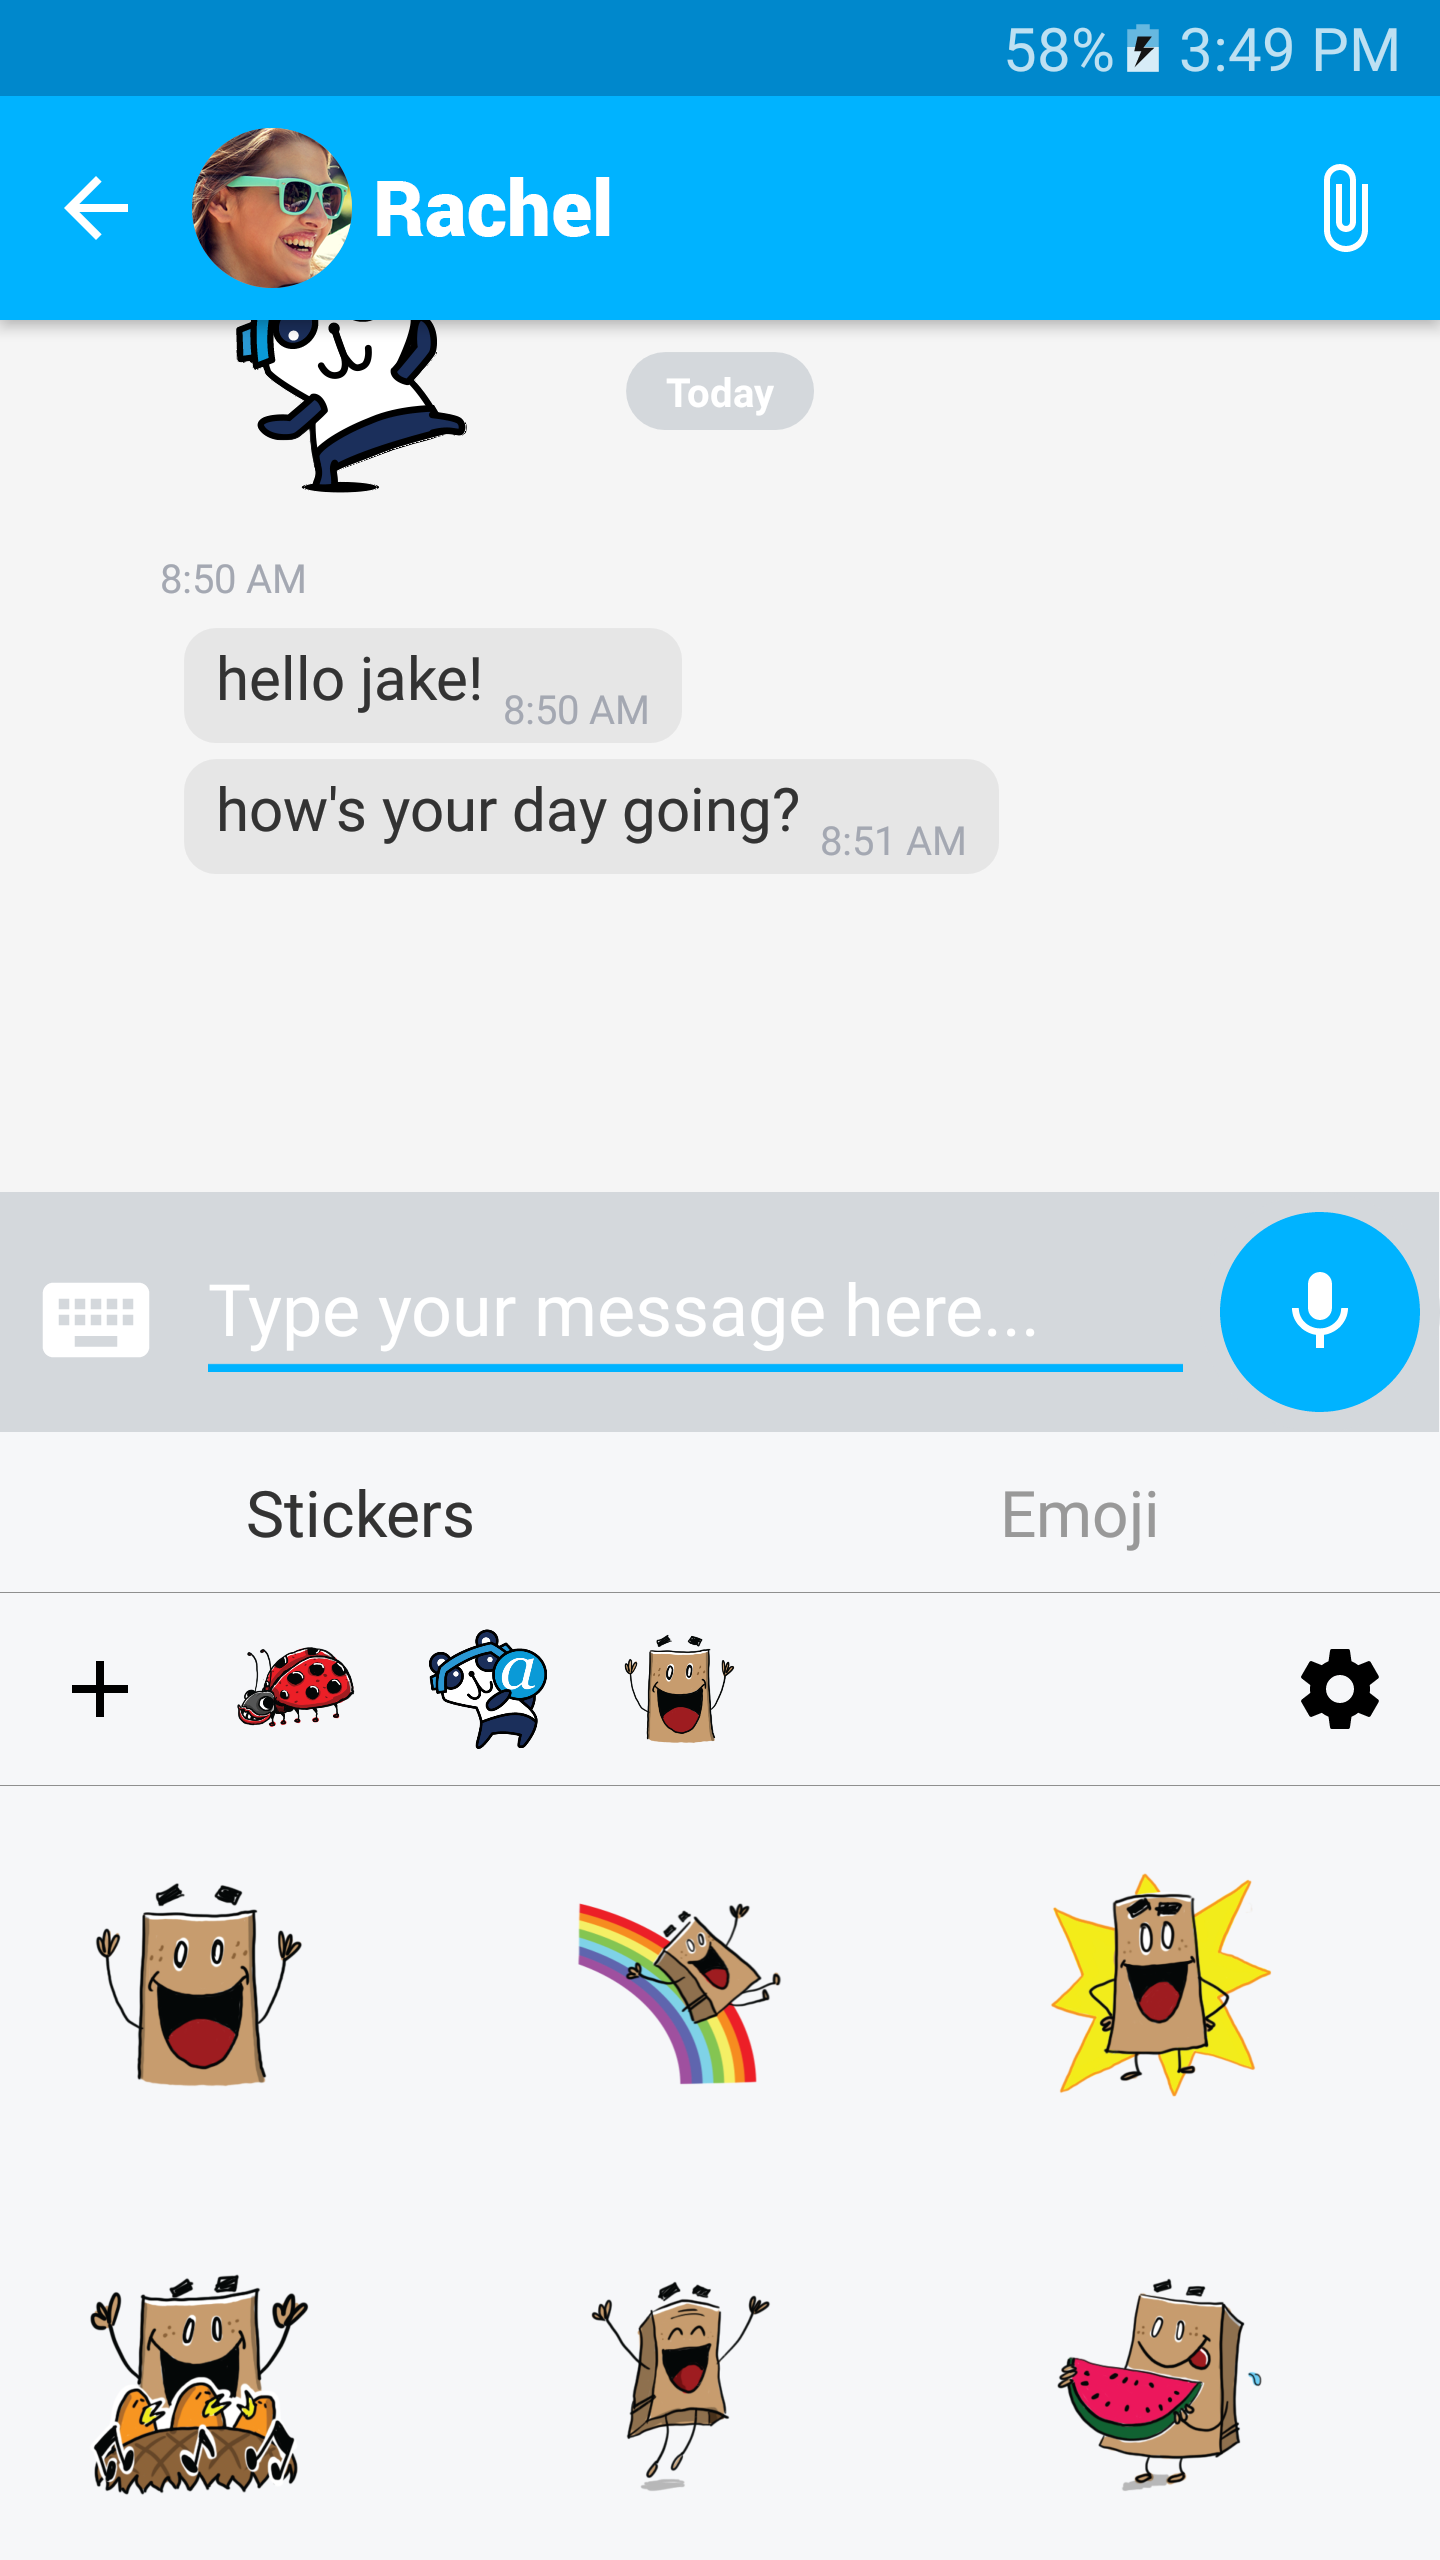 58% 3:49 PM
Rachel
Today
8:50 AM
hello jake! 8:50 AM
how's your day going? 8:51 AM
Type your message here...
Stickers Emoji
a